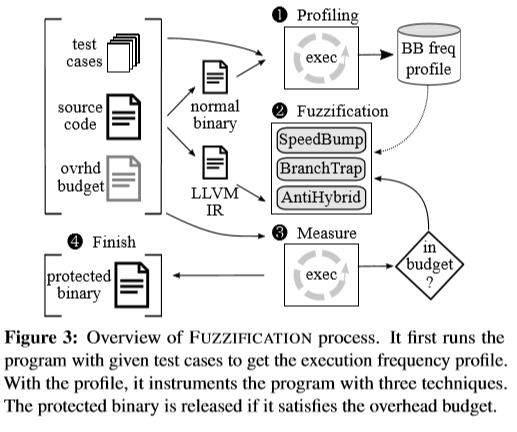 ❶ Profiling
test
cases
exec
BB freq
profile
source
code
normal
binary
❷ Fuzzification
SpeedBump
BranchTrap
AntiHybrid
ovrhd
budget
LLVM
IR
❹ Finish
❸ Measure
protected
binary
exec
in
budget
?
Figure 3: Overview of FUZZIFICATION process. It first runs the
program with given test cases to get the execution frequency profile.
With the profile, it instruments the program with three techniques.
The protected binary is released if it satisfies the overhead budget.